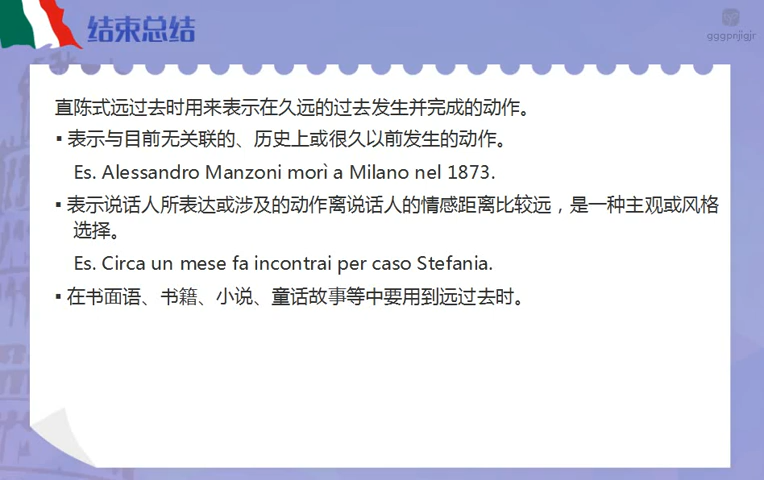 结束总结
gggpnjigjr
直陈式远过去时用来表示在久远的过去发生并完成的动作。
▪ 表示与目前无关联的、历史上或很久以前发生的动作。
Es. Alessandro Manzoni morì a Milano nel 1873.
▪ 表示说话人所表达或涉及的动作离说话人的情感距离比较远，是一种主观或风格
选择。
Es. Circa un mese fa incontrai per caso Stefania.
▪ 在书面语、书籍、小说、童话故事等中要用到远过去时。